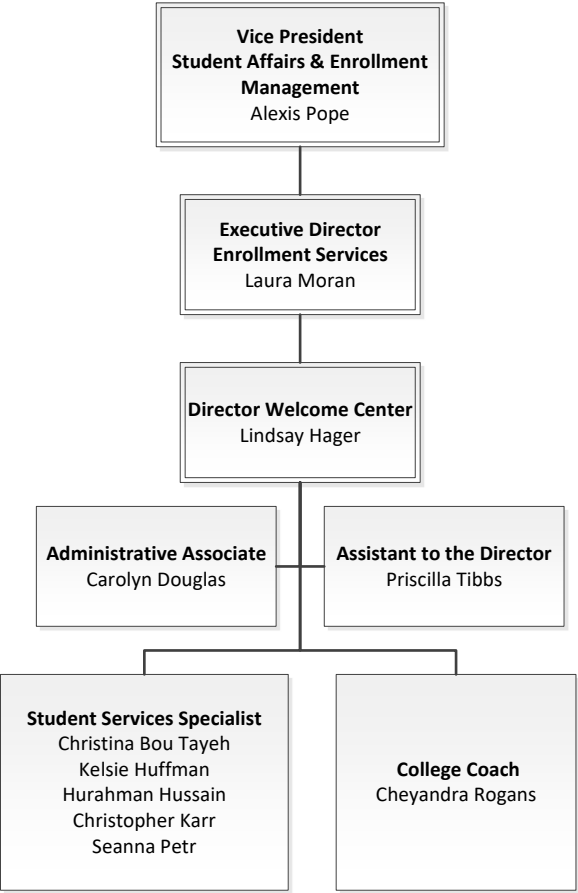 Vice President
Student Affairs & Enrollment
Management
Alexis Pope
Executive Director
Enrollment Services
Laura Moran
Director Welcome Center
Lindsay Hager
Administrative Associate
Carolyn Douglas
Assistant to the Director
Priscilla Tibbs
Student Services Specialist
Christina Bou Tayeh
Kelsie Huffman
Hurahman Hussain
Christopher Karr
Seanna Petr
College Coach
Cheyandra Rogans